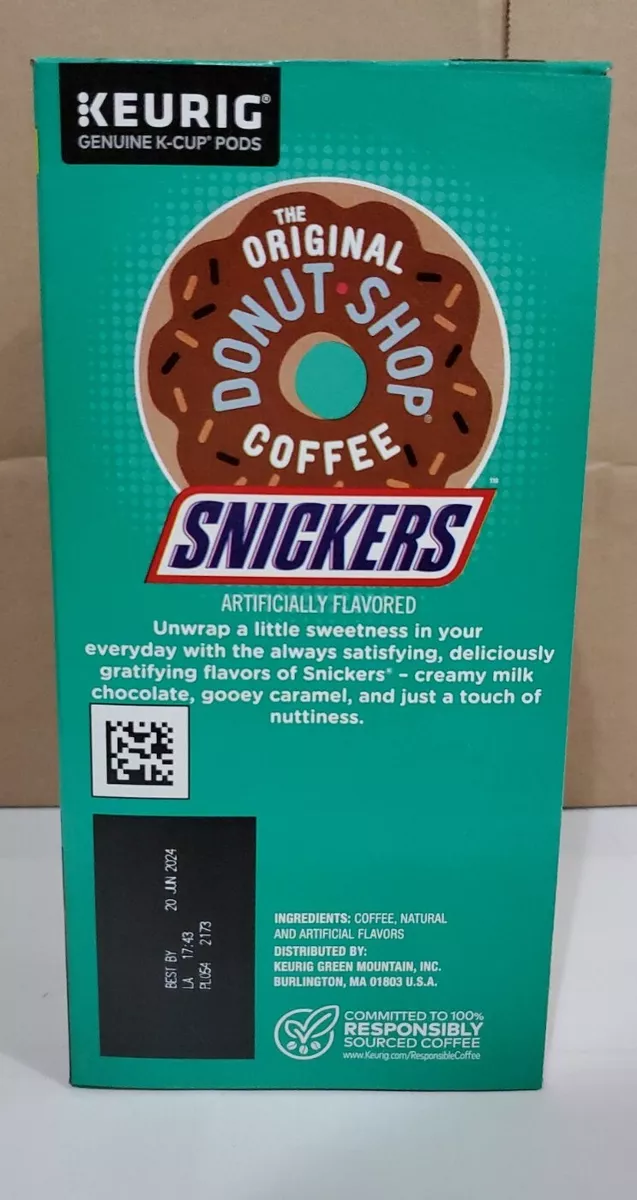 KEURIG®
GENUINE K-CUP® PODS
THE
ORIGINAL
DONUT•SHOP®
COFFEE
SNICKERS™
ARTIFICIALLY FLAVORED
Unwrap a little sweetness in your
everyday with the always satisfying, deliciously
gratifying flavors of Snickers® – creamy milk
chocolate, gooey caramel, and just a touch of
nuttiness.
BEST BY 20 JUN 2024
LA 17:43
PL054 2173
INGREDIENTS: COFFEE, NATURAL
AND ARTIFICIAL FLAVORS
DISTRIBUTED BY:
KEURIG GREEN MOUNTAIN, INC.
BURLINGTON, MA 01803 U.S.A.
COMMITTED TO 100%
RESPONSIBLY
SOURCED COFFEE
www.Keurig.com/ResponsibleCoffee